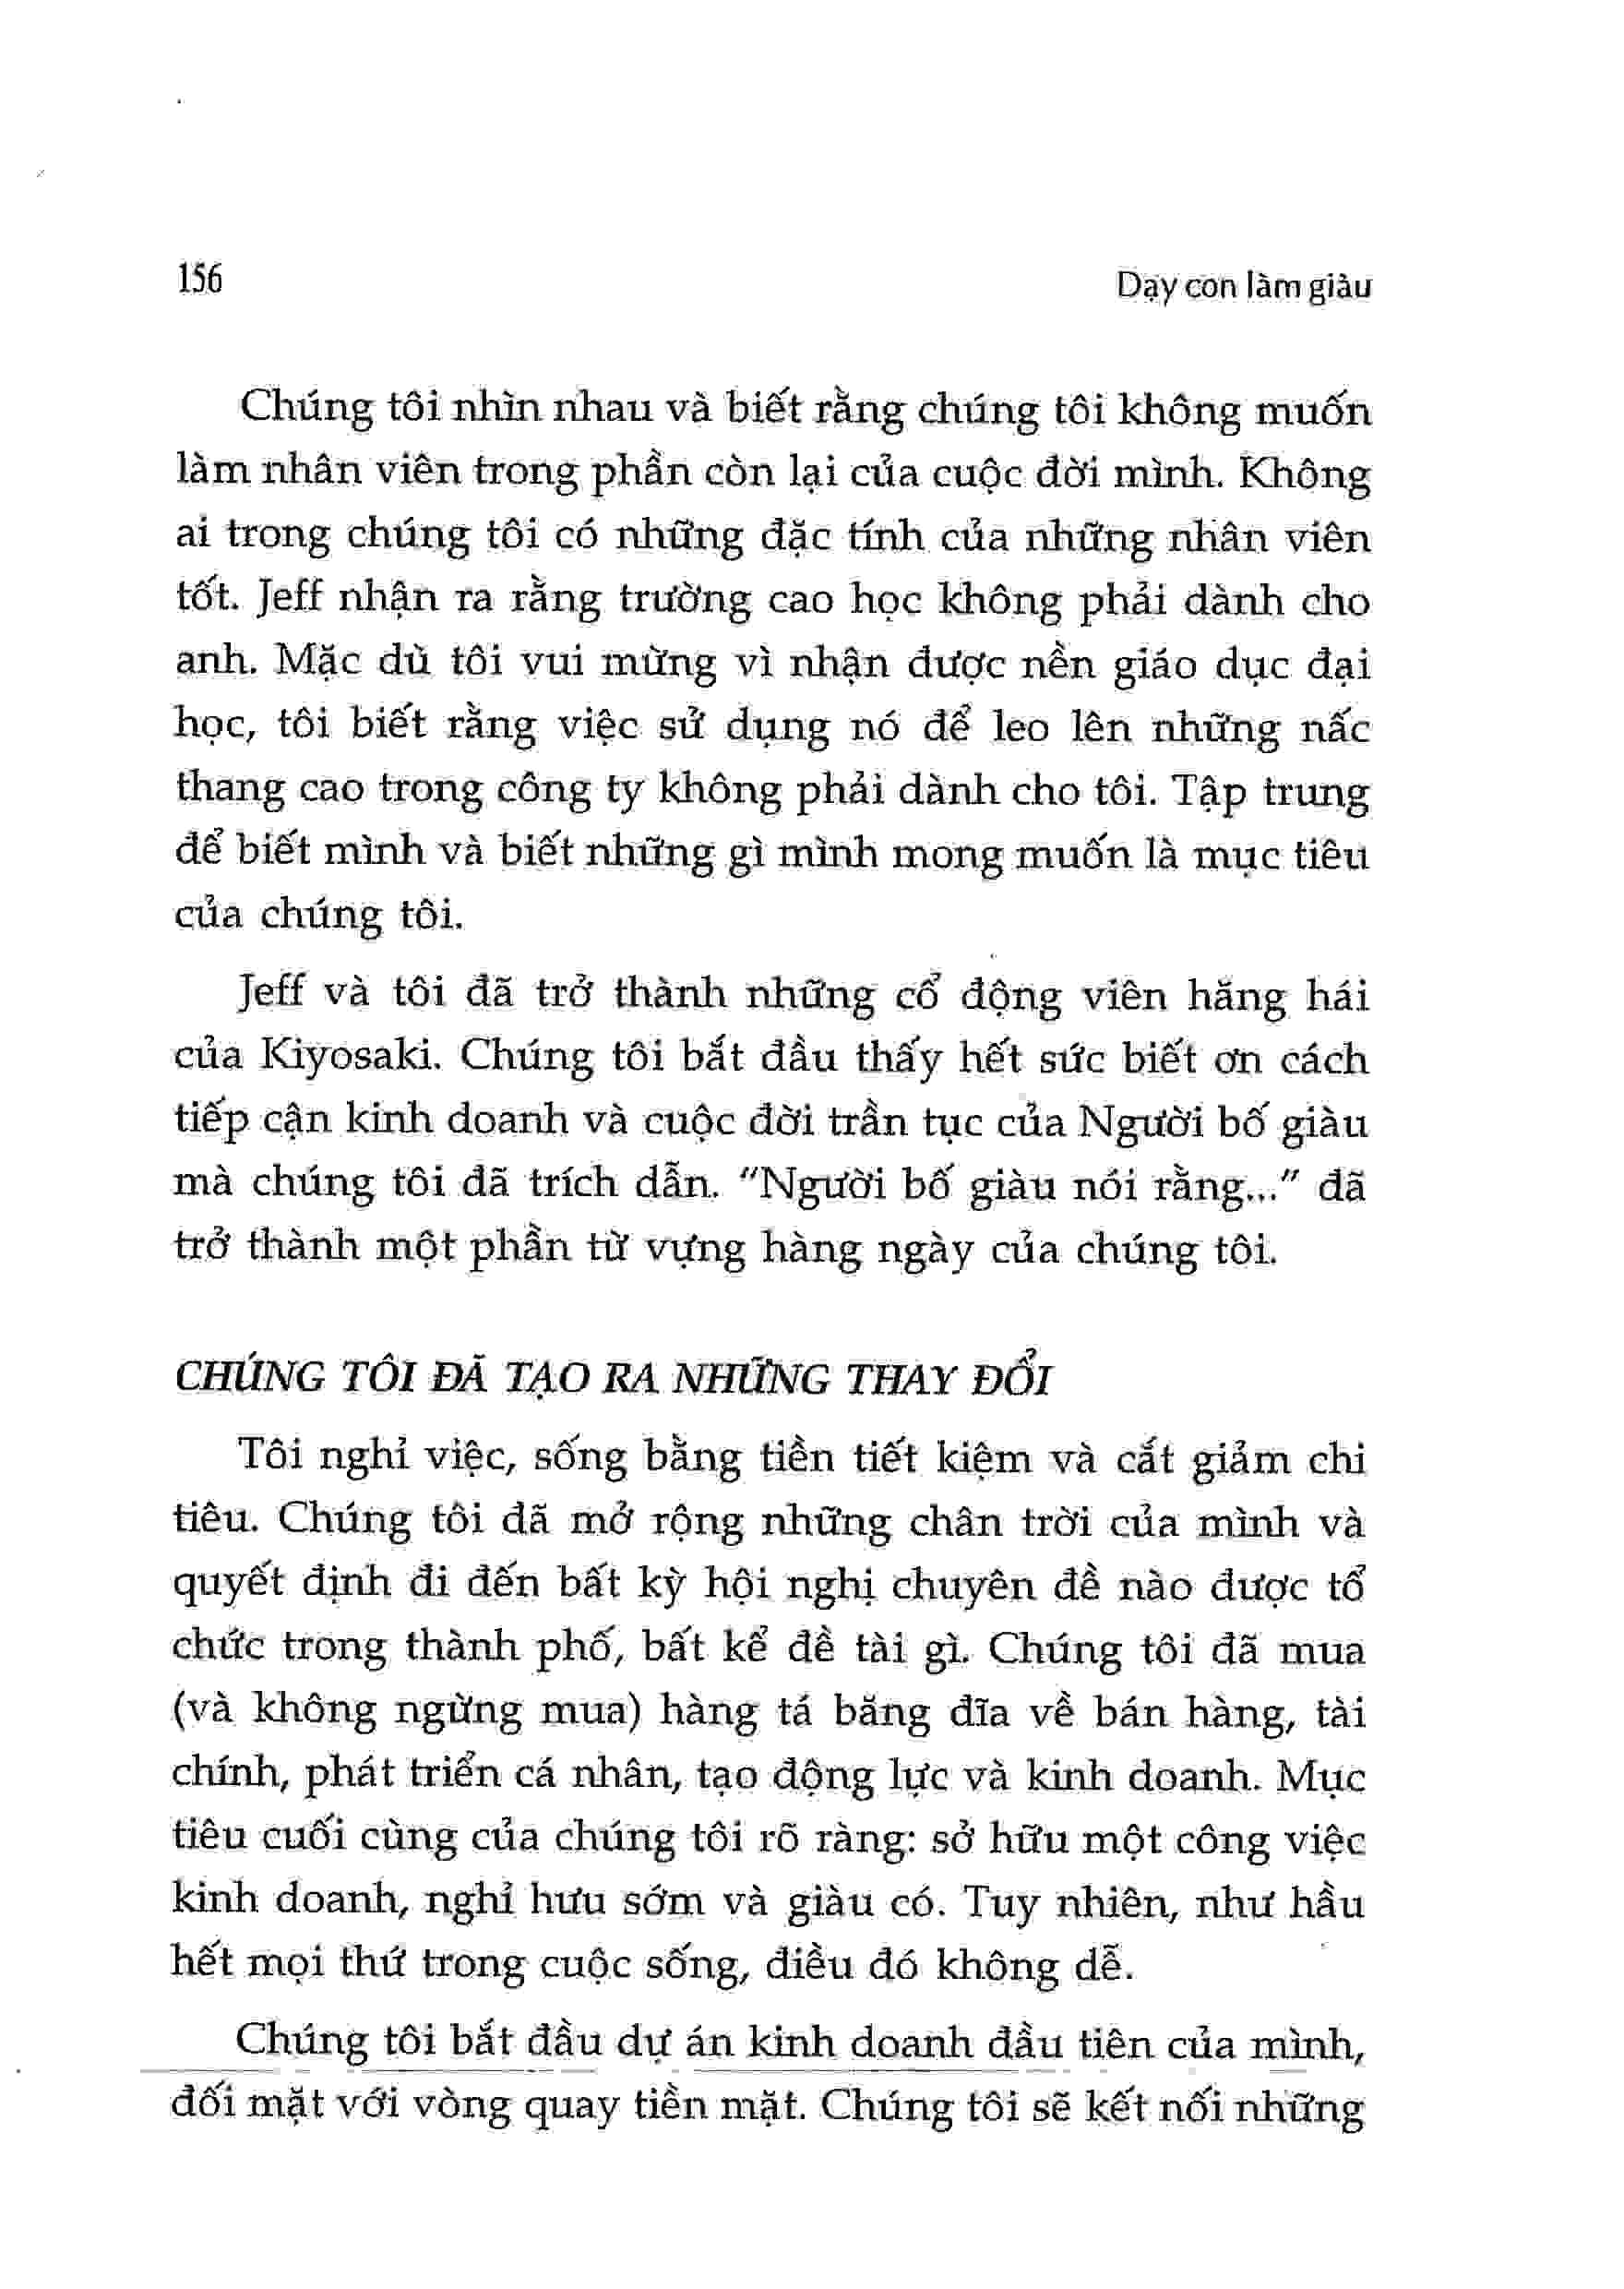 156
Dạy con làm giàu
Chúng tôi nhìn nhau và biết rằng chúng tôi không muốn
làm nhân viên trong phần còn lại của cuộc đời mình. Không
ai trong chúng tôi có những đặc tính của những nhân viên
tốt. Jeff nhận ra rằng trường cao học không phải dành cho
anh. Mặc dù tôi vui mừng vì nhận được nền giáo dục đại
học, tôi biết rằng việc sử dụng nó để leo lên những nấc
thang cao trong công ty không phải dành cho tôi. Tập trung
để biết mình và biết những gì mình mong muốn là mục tiêu
của chúng tôi.
Jeff và tôi đã trở thành những cổ động viên hăng hái
của Kiyosaki. Chúng tôi bắt đầu thấy hết sức biết ơn cách
tiếp cận kinh doanh và cuộc đời trần tục của Người bố giàu
mà chúng tôi đã trích dẫn. "Người bố giàu nói rằng..." đã
trở thành một phần từ vựng hàng ngày của chúng tôi.
CHÚNG TÔI ĐÃ TẠO RA NHỮNG THAY ĐỔI
Tôi nghỉ việc, sống bằng tiền tiết kiệm và cắt giảm chi
tiêu. Chúng tôi đã mở rộng những chân trời của mình và
quyết định đi đến bất kỳ hội nghị chuyên đề nào được tổ
chức trong thành phố, bất kể đề tài gì. Chúng tôi đã mua
(và không ngừng mua) hàng tá băng đĩa về bán hàng, tài
chính, phát triển cá nhân, tạo động lực và kinh doanh. Mục
tiêu cuối cùng của chúng tôi rõ ràng: sở hữu một công việc
kinh doanh, nghỉ hưu sớm và giàu có. Tuy nhiên, như hầu
hết mọi thứ trong cuộc sống, điều đó không dễ.
Chúng tôi bắt đầu dự án kinh doanh đầu tiên của mình,
đối mặt với vòng quay tiền mặt. Chúng tôi sẽ kết nối những